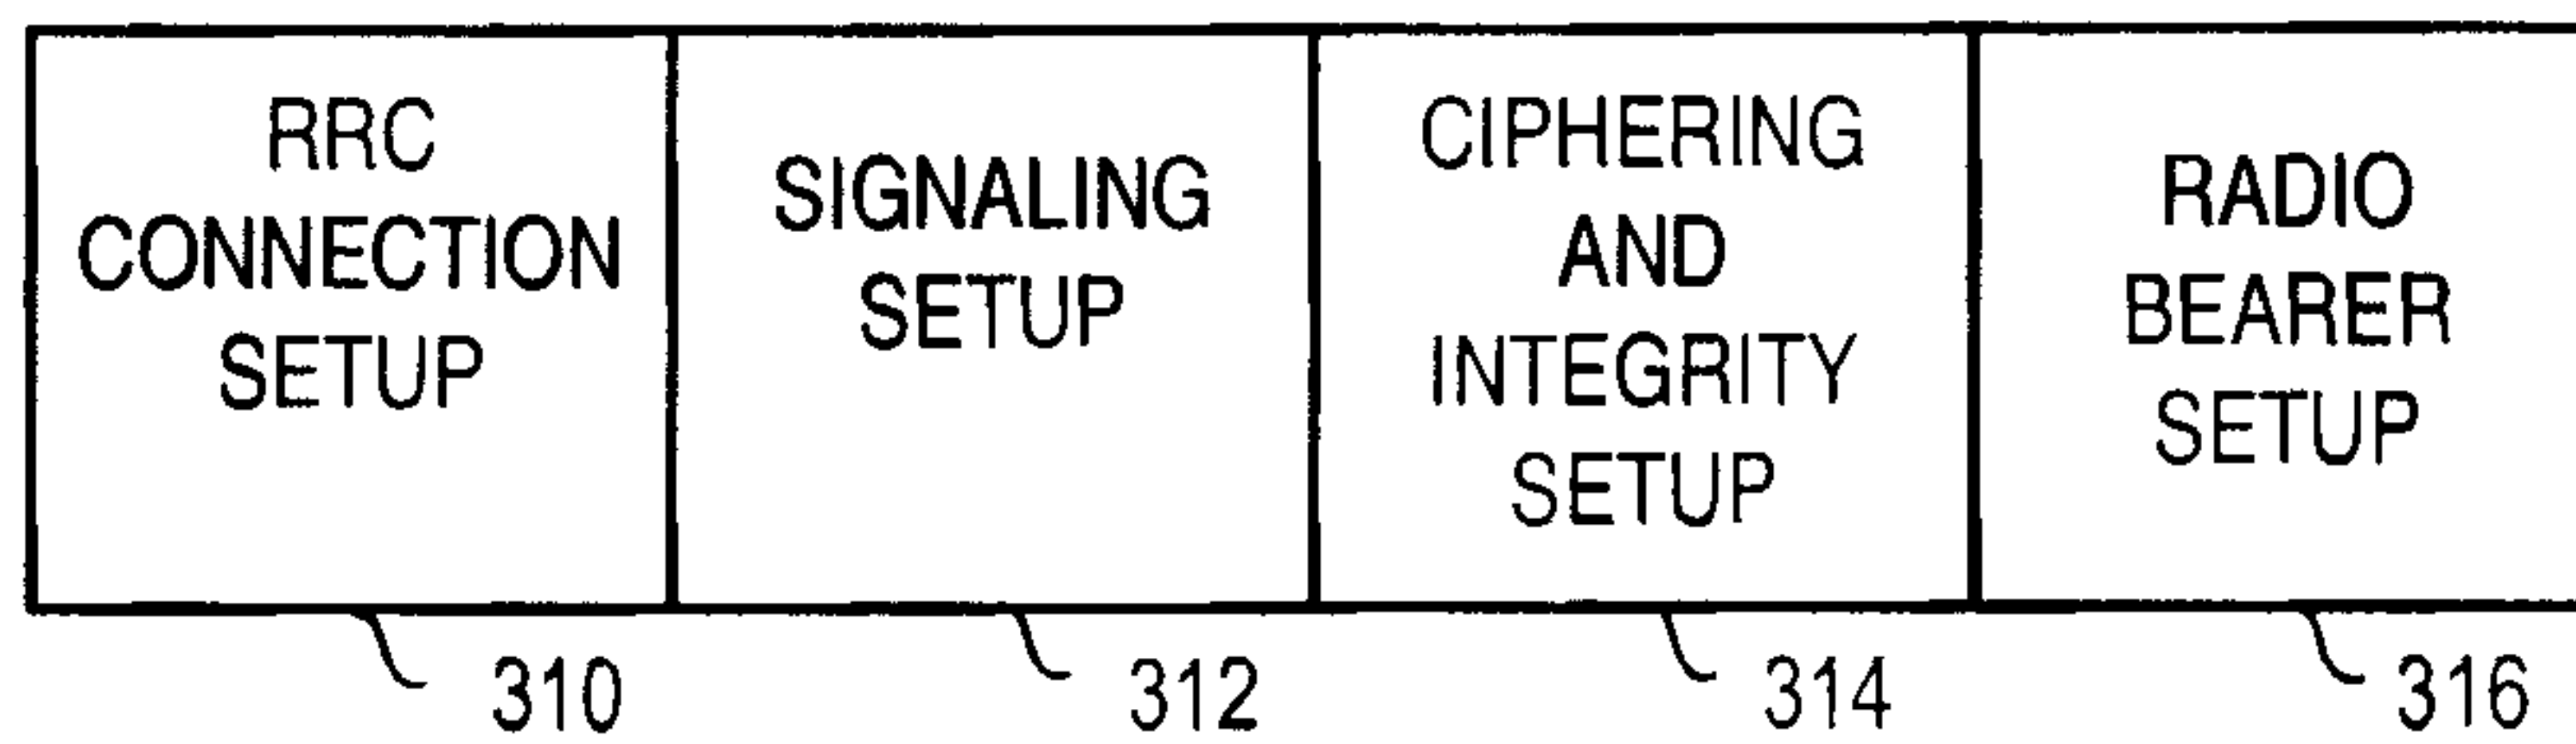 RRC
CONNECTION
SETUP
SIGNALING
SETUP
CIPHERING
AND
INTEGRITY
SETUP
RADIO
BEARER
SETUP
310
312
314
316